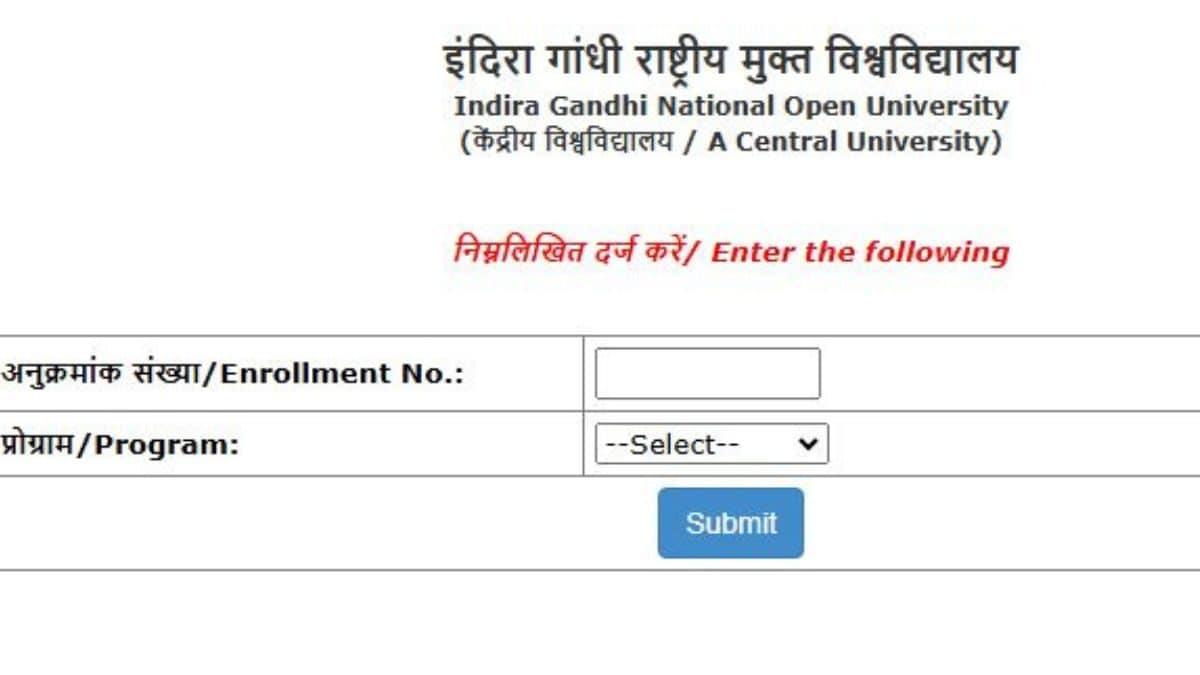 इंदिरा गांधी राष्ट्रीय मुक्त विश्वविद्यालय
Indira Gandhi National Open University
(केंद्रीय विश्वविद्यालय / A Central University)
निम्नलिखित दर्ज करें/ Enter the following
अनुक्रमांक संख्या/Enrollment No.:
प्रोग्राम/Program:
--Select--
Submit